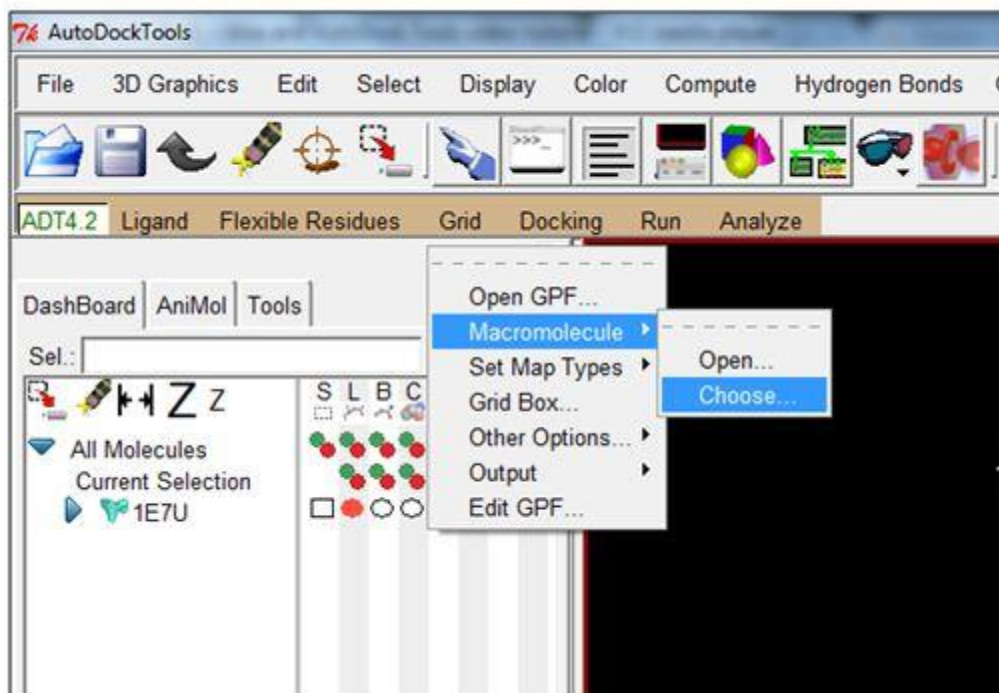 AutoDockTools
File 3D Graphics Edit Select Display Color Compute Hydrogen Bonds
>>>_
ADT4.2 Ligand Flexible Residues Grid Docking Run Analyze
Open GPF...
DashBoard AniMol Tools
Macromolecule
Sel.:
Set Map Types
Open...
Grid Box...
Choose...
Z Z S L B C
Other Options...
All Molecules
Output
Current Selection
Edit GPF...
1E7U